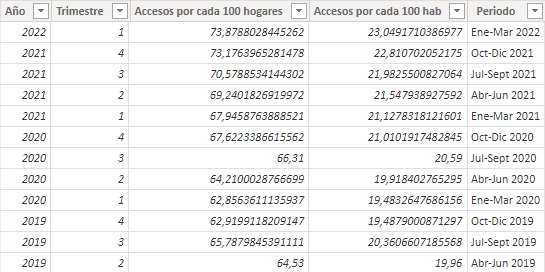 Año Trimestre Accesos por cada 100 hogares Accesos por cada 100 hab Periodo
2022 1 73,8788028445262 23,0491710386977 Ene-Mar 2022
2021 4 73,1763965281478 22,810702052175 Oct-Dic 2021
2021 3 70,5788534144302 21,9825500827064 Jul-Sept 2021
2021 2 69,2401826919972 21,547938927592 Abr-Jun 2021
2021 1 67,9458763888521 21,1278318121601 Ene-Mar 2021
2020 4 67,6223386615562 21,0101917482845 Oct-Dic 2020
2020 3 66,31 20,59 Jul-Sept 2020
2020 2 64,2100028766699 19,918402765295 Abr-Jun 2020
2020 1 62,8563611135937 19,4832647686156 Ene-Mar 2020
2019 4 62,9199118209147 19,4879000871297 Oct-Dic 2019
2019 3 65,7879845391111 20,3606607185568 Jul-Sept 2019
2019 2 64,53 19,96 Abr-Jun 2019